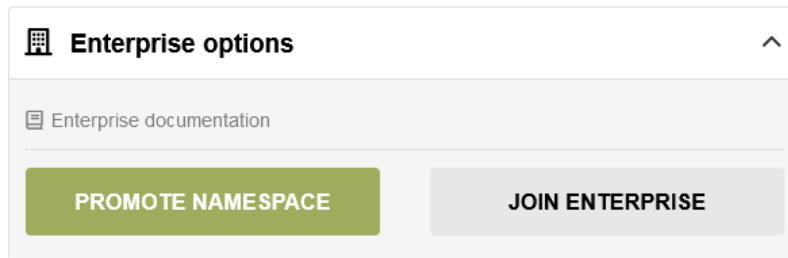 Enterprise options
Enterprise documentation
PROMOTE NAMESPACE
JOIN ENTERPRISE